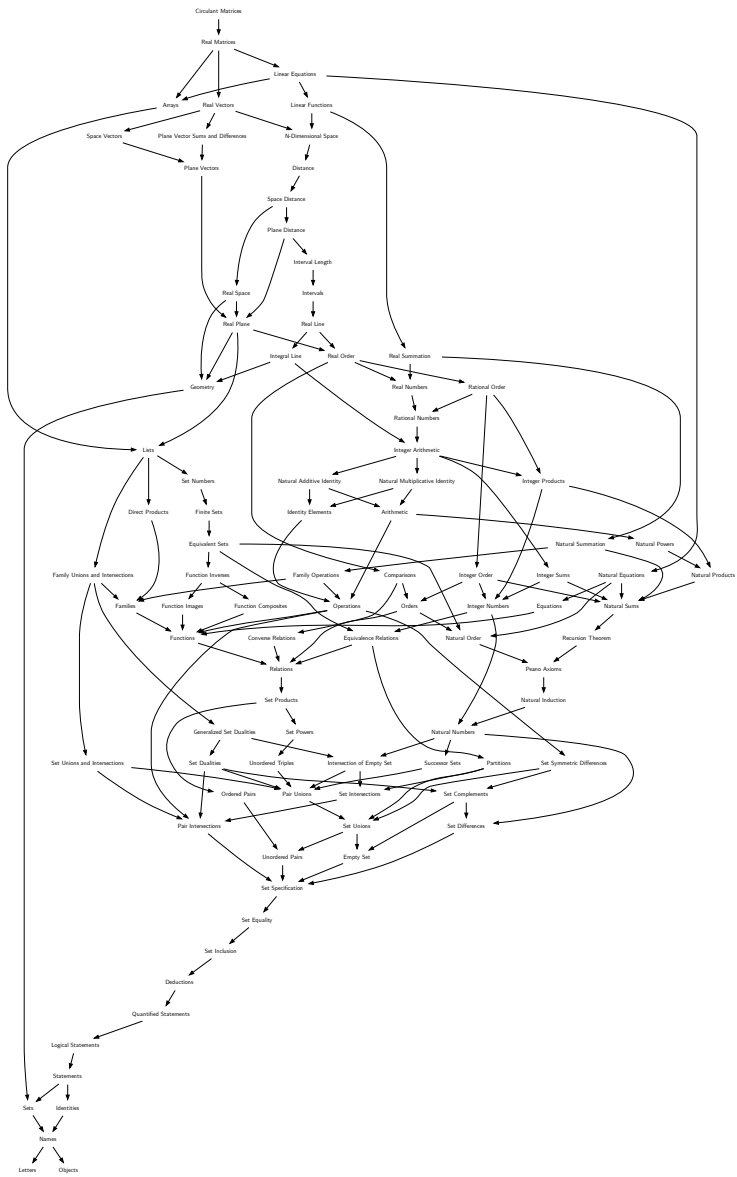 Circulant Matrices
Real Matrices
Linear Equations
Arrays
Real Vectors
Linear Functions
Space Vectors
Plane Vector Sums and Differences
N-Dimensional Space
Plane Vectors
Distance
Space Distance
Plane Distance
Interval Length
Real Space
Intervals
Real Plane
Real Line
Integral Line
Real Order
Real Summation
Geometry
Real Numbers
Rational Order
Rational Numbers
Lists
Integer Arithmetic
Set Numbers
Natural Additive Identity
Natural Multiplicative Identity
Integer Products
Direct Products
Finite Sets
Identity Elements
Arithmetic
Equivalent Sets
Natural Summation
Natural Powers
Family Unions and Intersections
Function Inverses
Family Operations
Comparisons
Integer Order
Integer Sums
Natural Equations
Natural Products
Families
Function Images
Function Composites
Operations
Orders
Integer Numbers
Equations
Natural Sums
Functions
Converse Relations
Equivalence Relations
Natural Order
Recursion Theorem
Relations
Peano Axioms
Set Products
Natural Induction
Generalized Set Dualities
Set Powers
Natural Numbers
Set Unions and Intersections
Set Dualities
Unordered Triples
Intersection of Empty Set
Successor Sets
Partitions
Set Symmetric Differences
Ordered Pairs
Pair Unions
Set Intersections
Set Complements
Pair Intersections
Set Unions
Set Differences
Unordered Pairs
Empty Set
Set Specification
Set Equality
Set Inclusion
Deductions
Quantified Statements
Logical Statements
Statements
Sets
Identities
Names
Letters
Objects